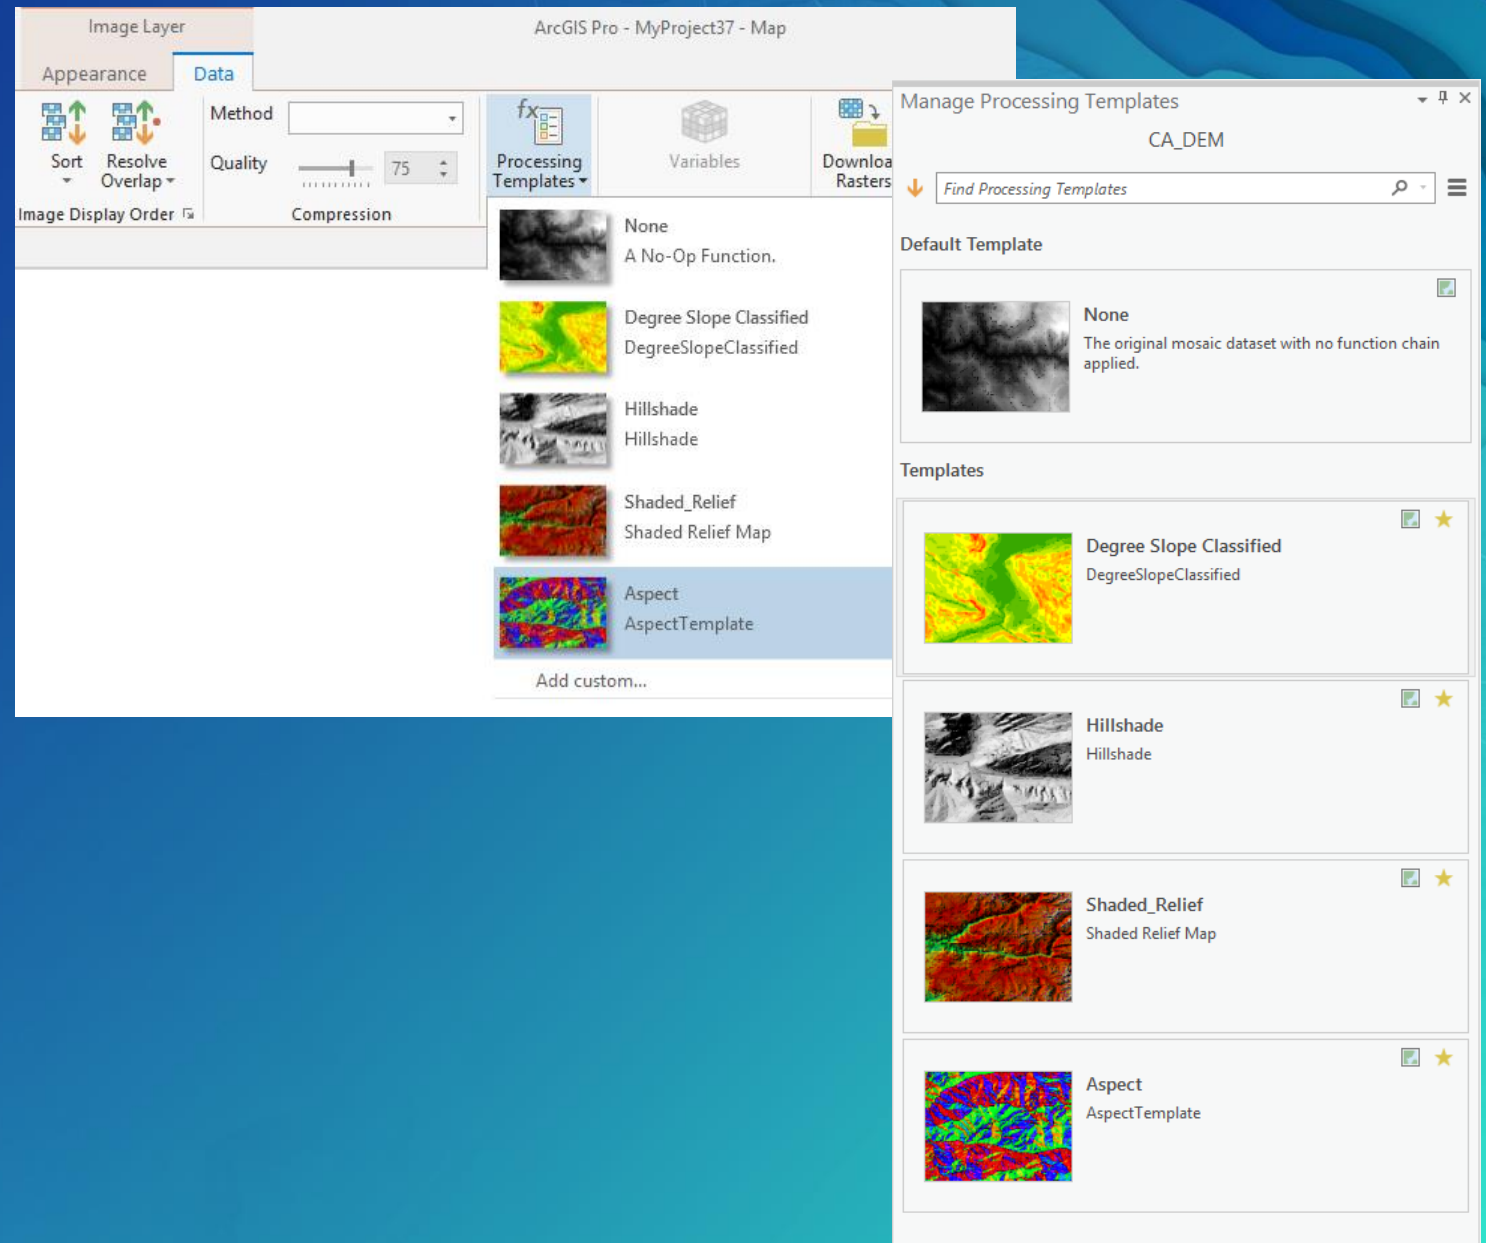 Image Layer
ArcGIS Pro - MyProject37 - Map
Appearance
Data
Sort
Resolve
Overlap
Image Display Order
Method
Quality
75
Compression
Processing
Templates
Variables
Downloa
Rasters
None
A No-Op Function.
Degree Slope Classified
DegreeSlopeClassified
Hillshade
Hillshade
Shaded_Relief
Shaded Relief Map
Aspect
AspectTemplate
Add custom...
Manage Processing Templates
CA_DEM
Find Processing Templates
Default Template
None
The original mosaic dataset with no function chain
applied.
Templates
Degree Slope Classified
DegreeSlopeClassified
Hillshade
Hillshade
Shaded_Relief
Shaded Relief Map
Aspect
AspectTemplate